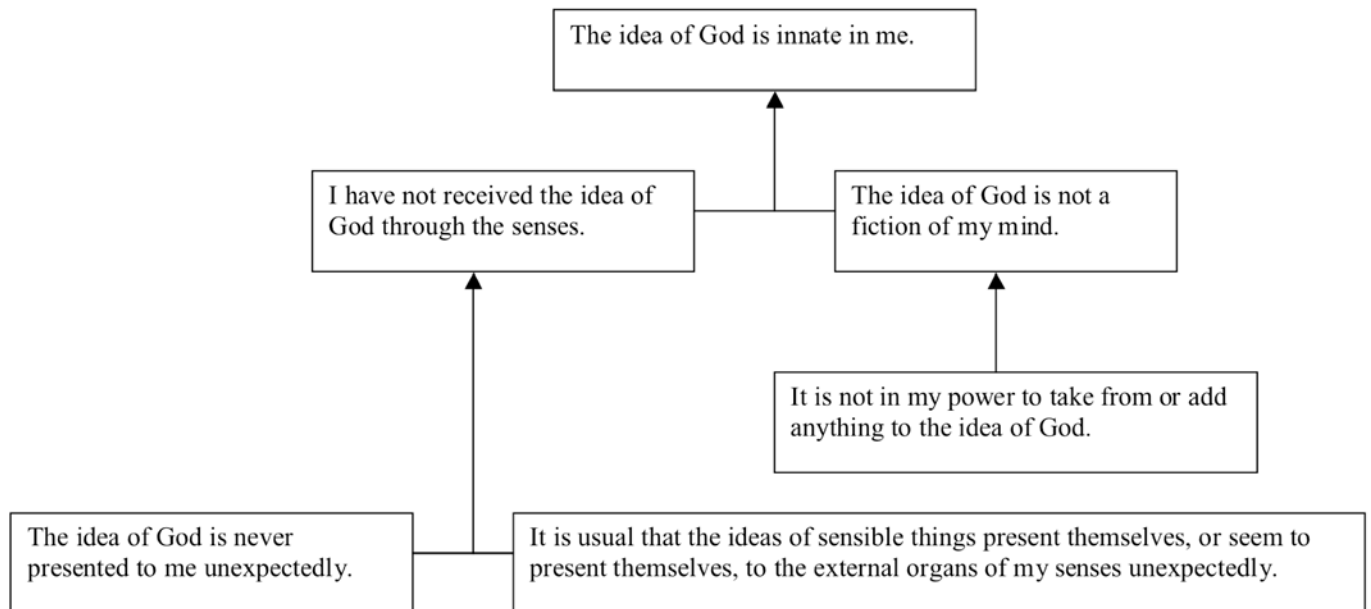 The idea of God is innate in me.
I have not received the idea of
God through the senses.
The idea of God is not a
fiction of my mind.
It is not in my power to take from or add
anything to the idea of God.
The idea of God is never
presented to me unexpectedly.
It is usual that the ideas of sensible things present themselves, or seem to
present themselves, to the external organs of my senses unexpectedly.